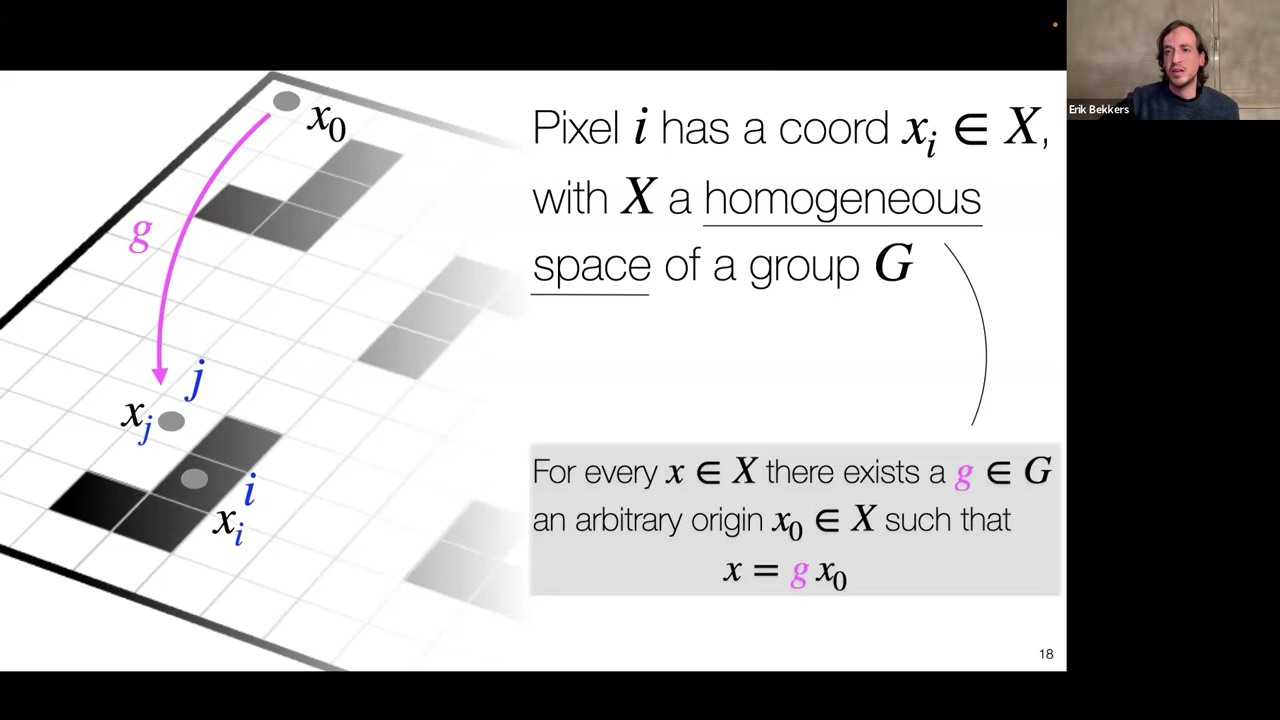 Erik Bekkers
x₀
g
j
xⱼ
i
xᵢ
Pixel i has a coord xᵢ ∈ X,
with X a homogeneous
space of a group G
For every x ∈ X there exists a g ∈ G
an arbitrary origin x₀ ∈ X such that
x = g x₀
18